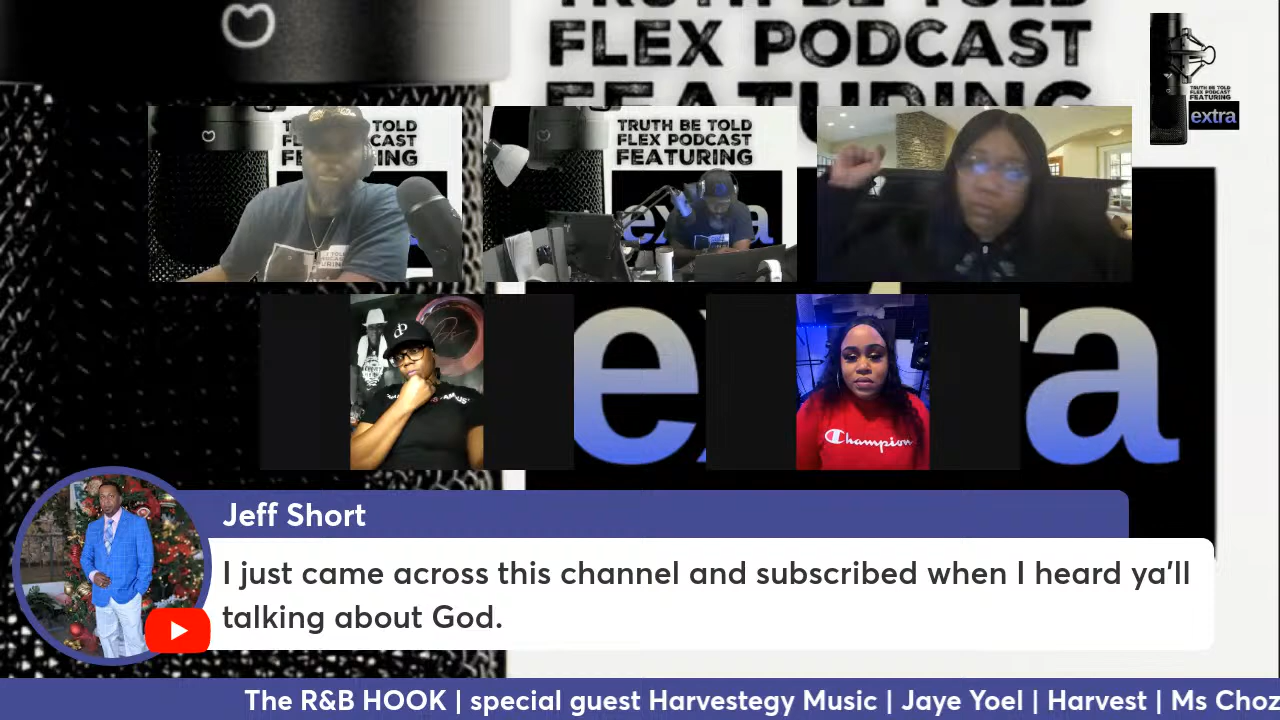 TRUTH BE TOLD
FLEX PODCAST
FEATURING
TRUTH BE TOLD
FLEX PODCAST
FEATURING
extra
TRUTH BE TOLD
FLEX PODCAST
FEATURING
extra
Champion
Jeff Short
I just came across this channel and subscribed when I heard ya'll
talking about God.
The R&B HOOK | special guest Harvestegy Music | Jaye Yoel | Harvest | Ms Choz